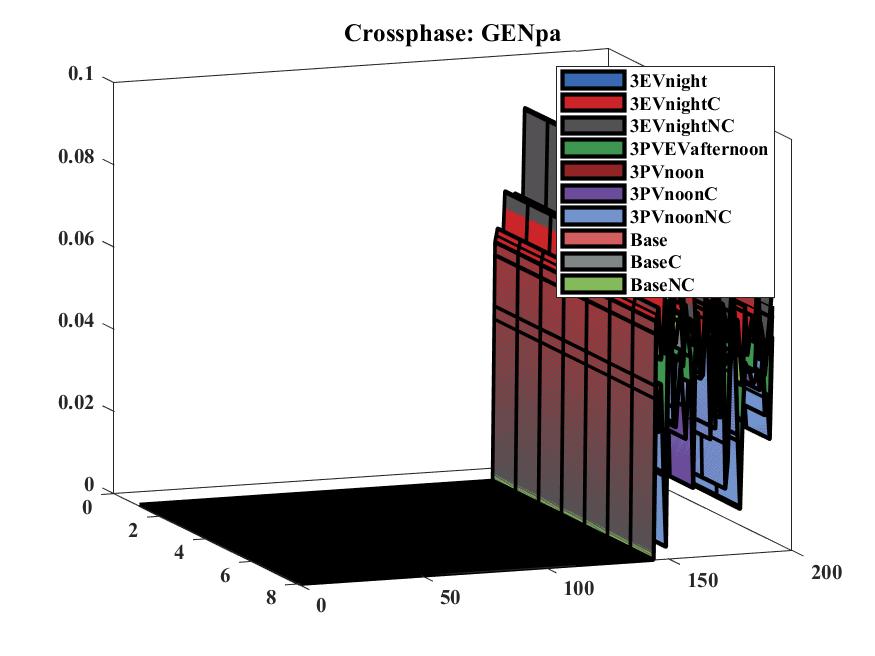 Crossphase: GENpa
0.1
0.08
0.06
0.04
0.02
0
0
2
4
6
8
0
50
100
150
200
3EVnight
3EVnightC
3EVnightNC
3PVEVafternoon
3PVnoon
3PVnoonC
3PVnoonNC
Base
BaseC
BaseNC